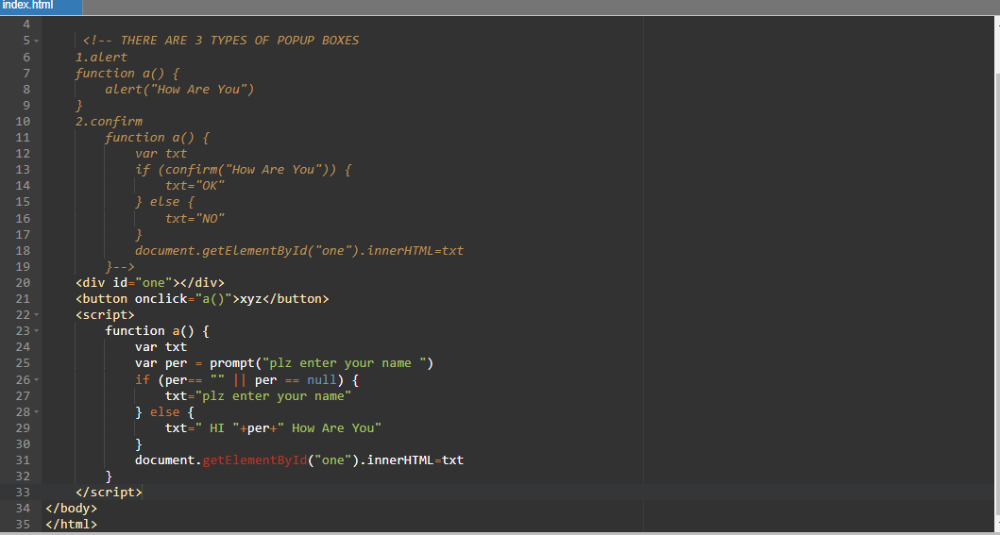 index.html
4
5 <!-- THERE ARE 3 TYPES OF POPUP BOXES
6 1.alert
7 function a() {
8 alert("How Are You")
9 }
10 2.confirm
11 function a() {
12 var txt
13 if (confirm("How Are You")) {
14 txt="OK"
15 } else {
16 txt="NO"
17 }
18 document.getElementById("one").innerHTML=txt
19 }-->
20 <div id="one"></div>
21 <button onclick="a()">xyz</button>
22 <script>
23 function a() {
24 var txt
25 var per = prompt("plz enter your name ")
26 if (per== "" || per == null) {
27 txt="plz enter your name"
28 } else {
29 txt=" HI "+per+" How Are You"
30 }
31 document.getElementById("one").innerHTML=txt
32 }
33 </script>
34 </body>
35 </html>